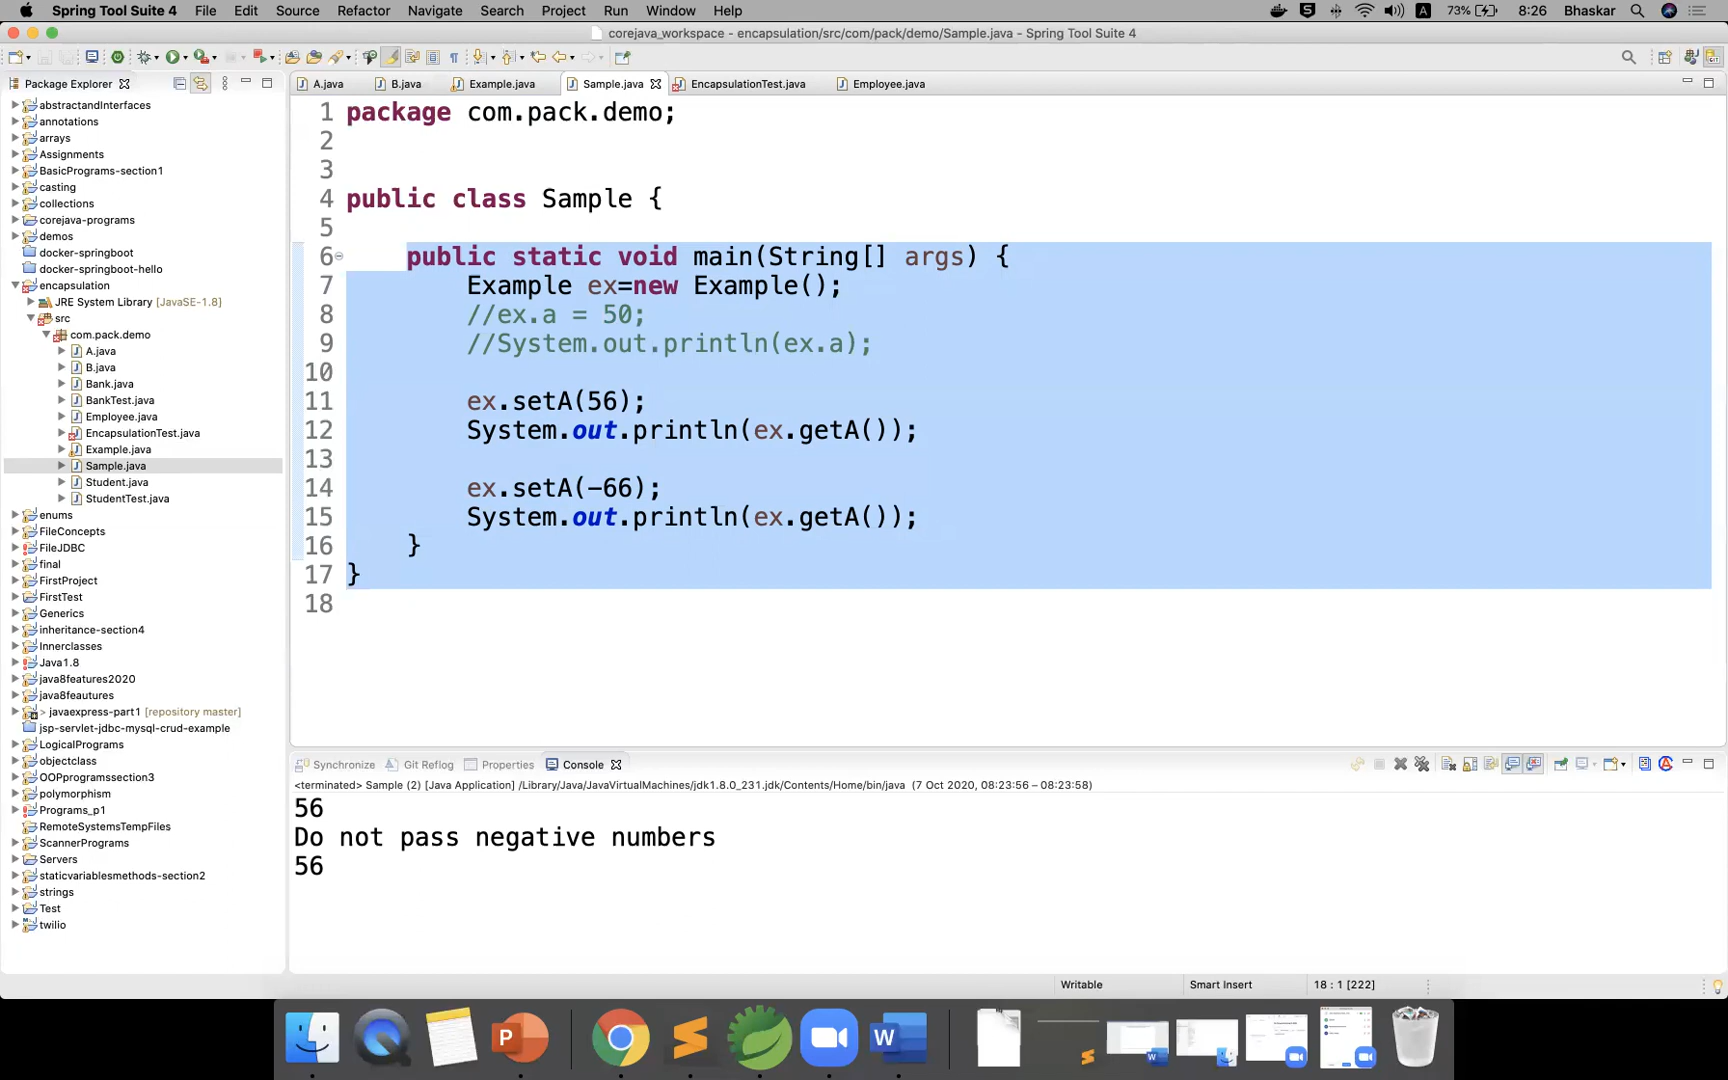 Spring Tool Suite 4 File Edit Source Refactor Navigate Search Project Run Window Help 73% 8:26 Bhaskar
corejava_workspace - encapsulation/src/com/pack/demo/Sample.java - Spring Tool Suite 4
Package Explorer
abstractandInterfaces
annotations
arrays
Assignments
BasicPrograms-section1
casting
collections
corejava-programs
demos
docker-springboot
docker-springboot-hello
encapsulation
JRE System Library [JavaSE-1.8]
src
com.pack.demo
A.java
B.java
Bank.java
BankTest.java
Employee.java
EncapsulationTest.java
Example.java
Sample.java
Student.java
StudentTest.java
enums
FileConcepts
FileJDBC
final
FirstProject
FirstTest
Generics
inheritance-section4
Innerclasses
Java1.8
java8features2020
java8feautures
> javaexpress-part1 [repository master]
jsp-servlet-jdbc-mysql-crud-example
LogicalPrograms
objectclass
OOPprogramssection3
polymorphism
Programs_p1
RemoteSystemsTempFiles
ScannerPrograms
Servers
staticvariablesmethods-section2
strings
Test
twilio
A.java B.java Example.java Sample.java EncapsulationTest.java Employee.java
1 package com.pack.demo;
2
3
4 public class Sample {
5
6 public static void main(String[] args) {
7 Example ex=new Example();
8 //ex.a = 50;
9 //System.out.println(ex.a);
10
11 ex.setA(56);
12 System.out.println(ex.getA());
13
14 ex.setA(-66);
15 System.out.println(ex.getA());
16 }
17 }
18
Synchronize Git Reflog Properties Console
<terminated> Sample (2) [Java Application] /Library/Java/JavaVirtualMachines/jdk1.8.0_231.jdk/Contents/Home/bin/java (7 Oct 2020, 08:23:56 – 08:23:58)
56
Do not pass negative numbers
56
Writable Smart Insert 18 : 1 [222]